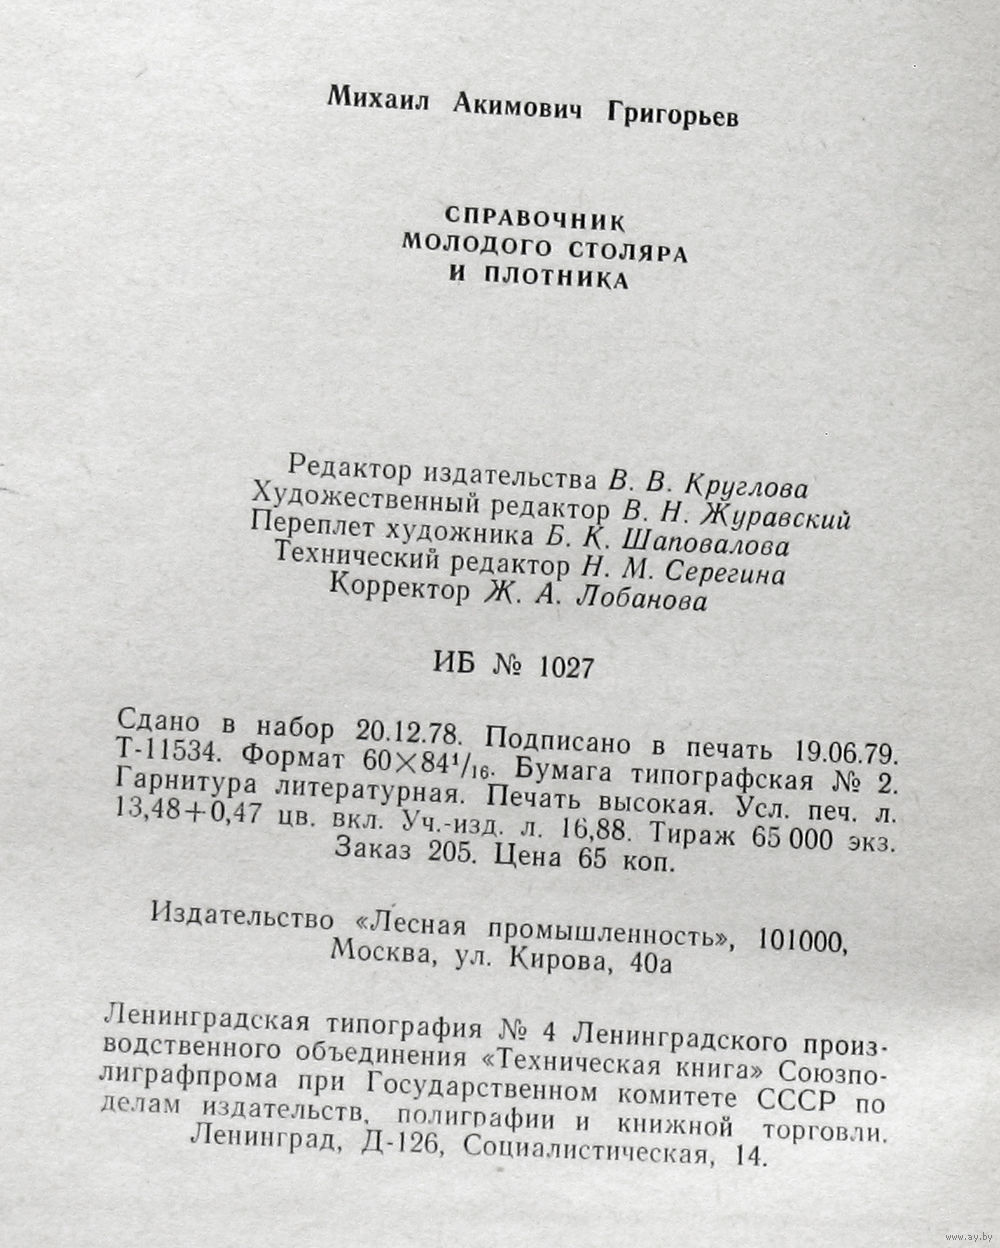 Михаил Акимович Григорьев
СПРАВОЧНИК
МОЛОДОГО СТОЛЯРА
И ПЛОТНИКА
Редактор издательства В. В. Круглова
Художественный редактор В. Н. Журавский
Переплет художника Б. К. Шаповалова
Технический редактор Н. М. Серегина
Корректор Ж. А. Лобанова
ИБ № 1027
Сдано в набор 20.12.78. Подписано в печать 19.06.79.
Т-11534. Формат 60×84¹/₁₆. Бумага типографская № 2.
Гарнитура литературная. Печать высокая. Усл. печ. л.
13,48+0,47 цв. вкл. Уч.-изд. л. 16,88. Тираж 65 000 экз.
Заказ 205. Цена 65 коп.
Издательство «Лесная промышленность», 101000,
Москва, ул. Кирова, 40а
Ленинградская типография № 4 Ленинградского произ-
водственного объединения «Техническая книга» Союзпо-
лиграфпрома при Государственном комитете СССР по
делам издательств, полиграфии и книжной торговли.
Ленинград, Д-126, Социалистическая, 14.
www.ay.by